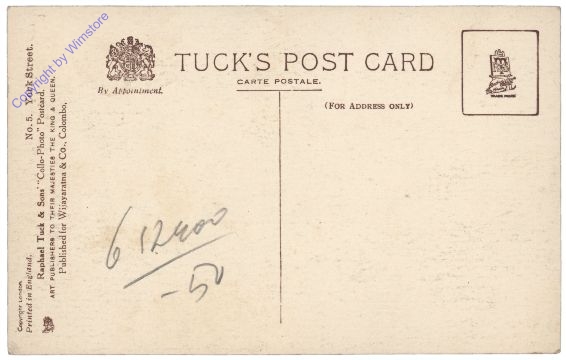 Copyright by Wimstore
TUCK'S POST CARD
CARTE POSTALE.
By Appointment.
(FOR ADDRESS ONLY)
TRADE MARK
No. 5. York Street.
Raphael Tuck & Sons' "Collo-Photo" Postcard.
ART PUBLISHERS TO THEIR MAJESTIES THE KING & QUEEN.
Published for Wijayaratna & Co., Colombo,
Copyright London.
Printed in England.
6 12400
-50